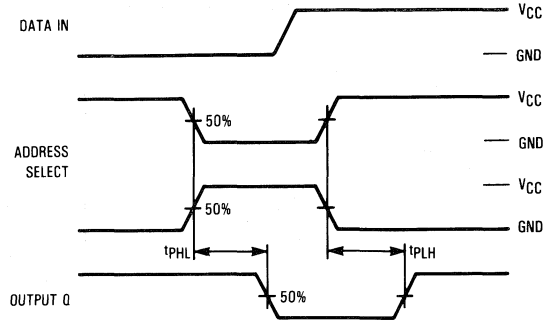 DATA IN
VCC
GND
VCC
50%
GND
ADDRESS
SELECT
VCC
50%
GND
tPHL
tPLH
OUTPUT Q
50%